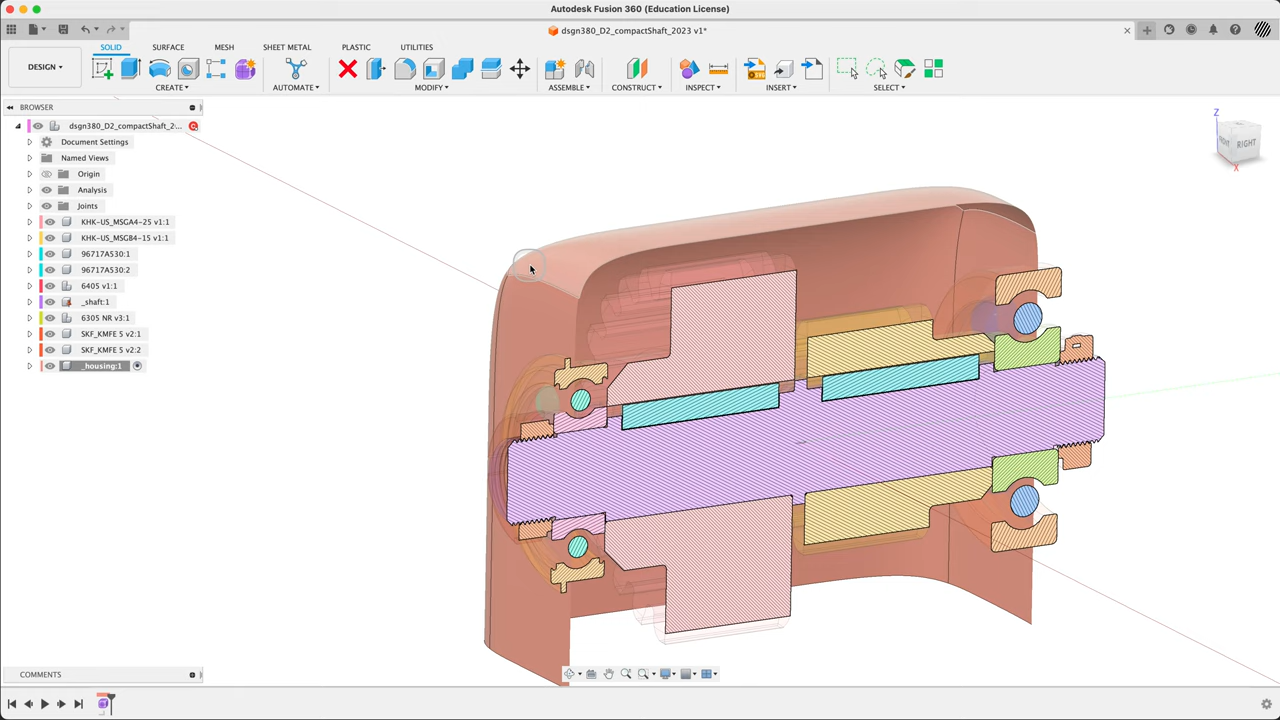 Autodesk Fusion 360 (Education License)
dsgn380_D2_compactShaft_2023 v1*
DESIGN
SOLID SURFACE MESH SHEET METAL PLASTIC UTILITIES
CREATE AUTOMATE MODIFY ASSEMBLE CONSTRUCT INSPECT INSERT SELECT
BROWSER
dsgn380_D2_compactShaft_2...
Document Settings
Named Views
Origin
Analysis
Joints
KHK-US_MSGA4-25 v1:1
KHK-US_MSGB4-15 v1:1
96717A530:1
96717A530:2
6405 v1:1
_shaft:1
6305 NR v3:1
SKF_KMFE 5 v2:1
SKF_KMFE 5 v2:2
_housing:1
Z
RIGHT
X
COMMENTS